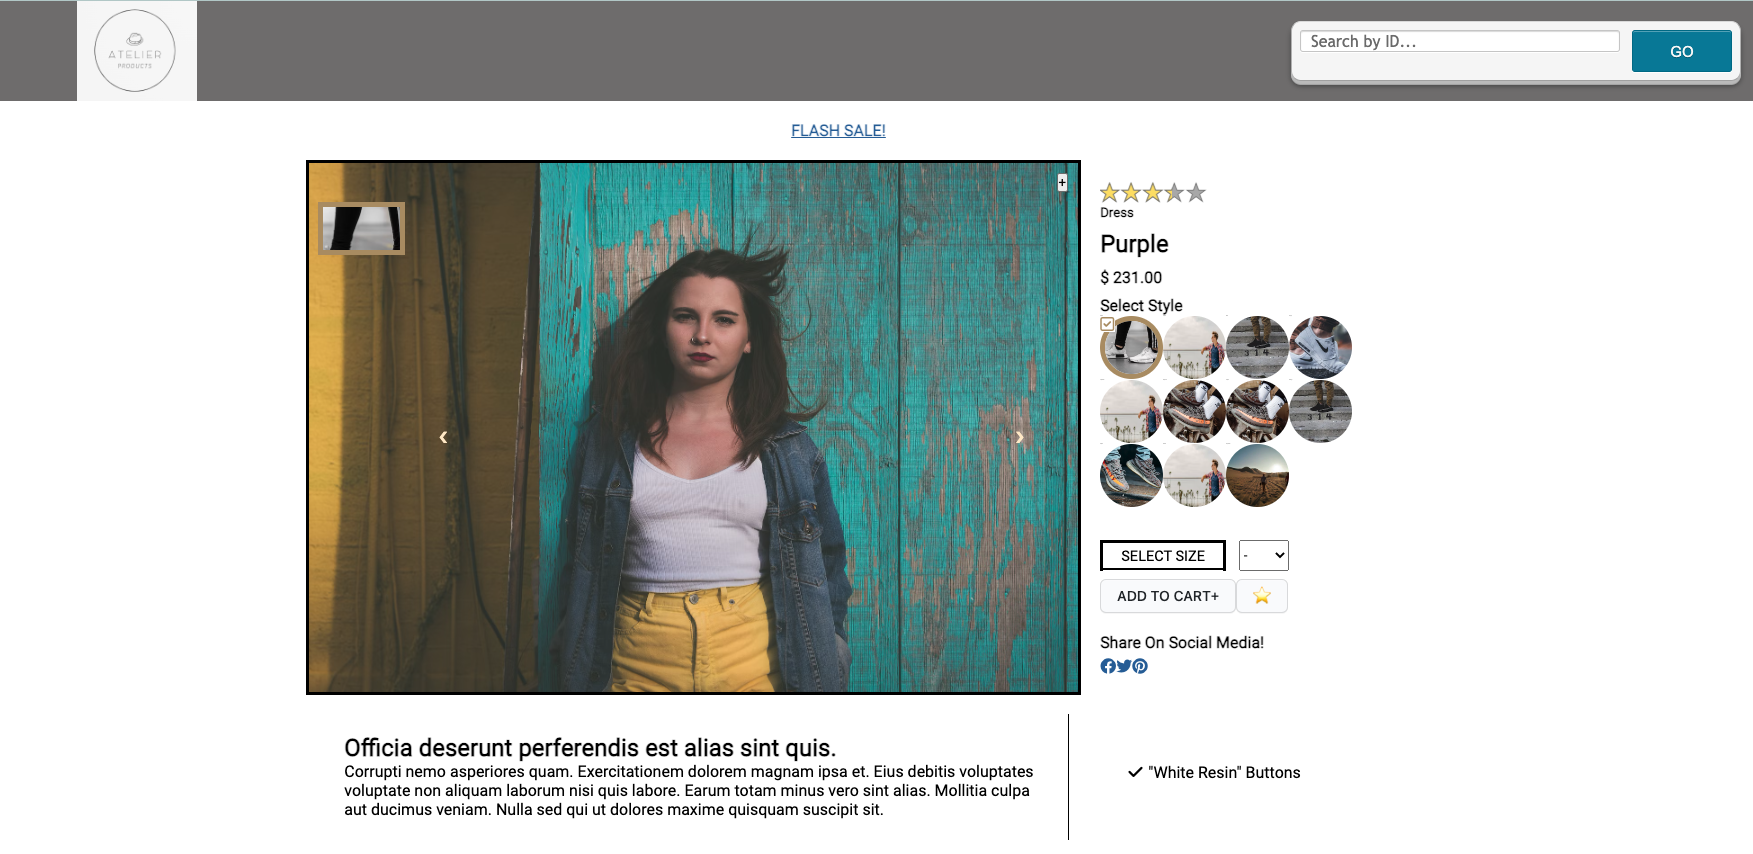 ATELIER
PRODUCTS
Search by ID...
GO
FLASH SALE!
+
Dress
Purple
$ 231.00
Select Style
SELECT SIZE
-
ADD TO CART+
Share On Social Media!
Officia deserunt perferendis est alias sint quis.
Corrupti nemo asperiores quam. Exercitationem dolorem magnam ipsa et. Eius debitis voluptates
voluptate non aliquam laborum nisi quis labore. Earum totam minus vero sint alias. Mollitia culpa
aut ducimus veniam. Nulla sed qui ut dolores maxime quisquam suscipit sit.
"White Resin" Buttons